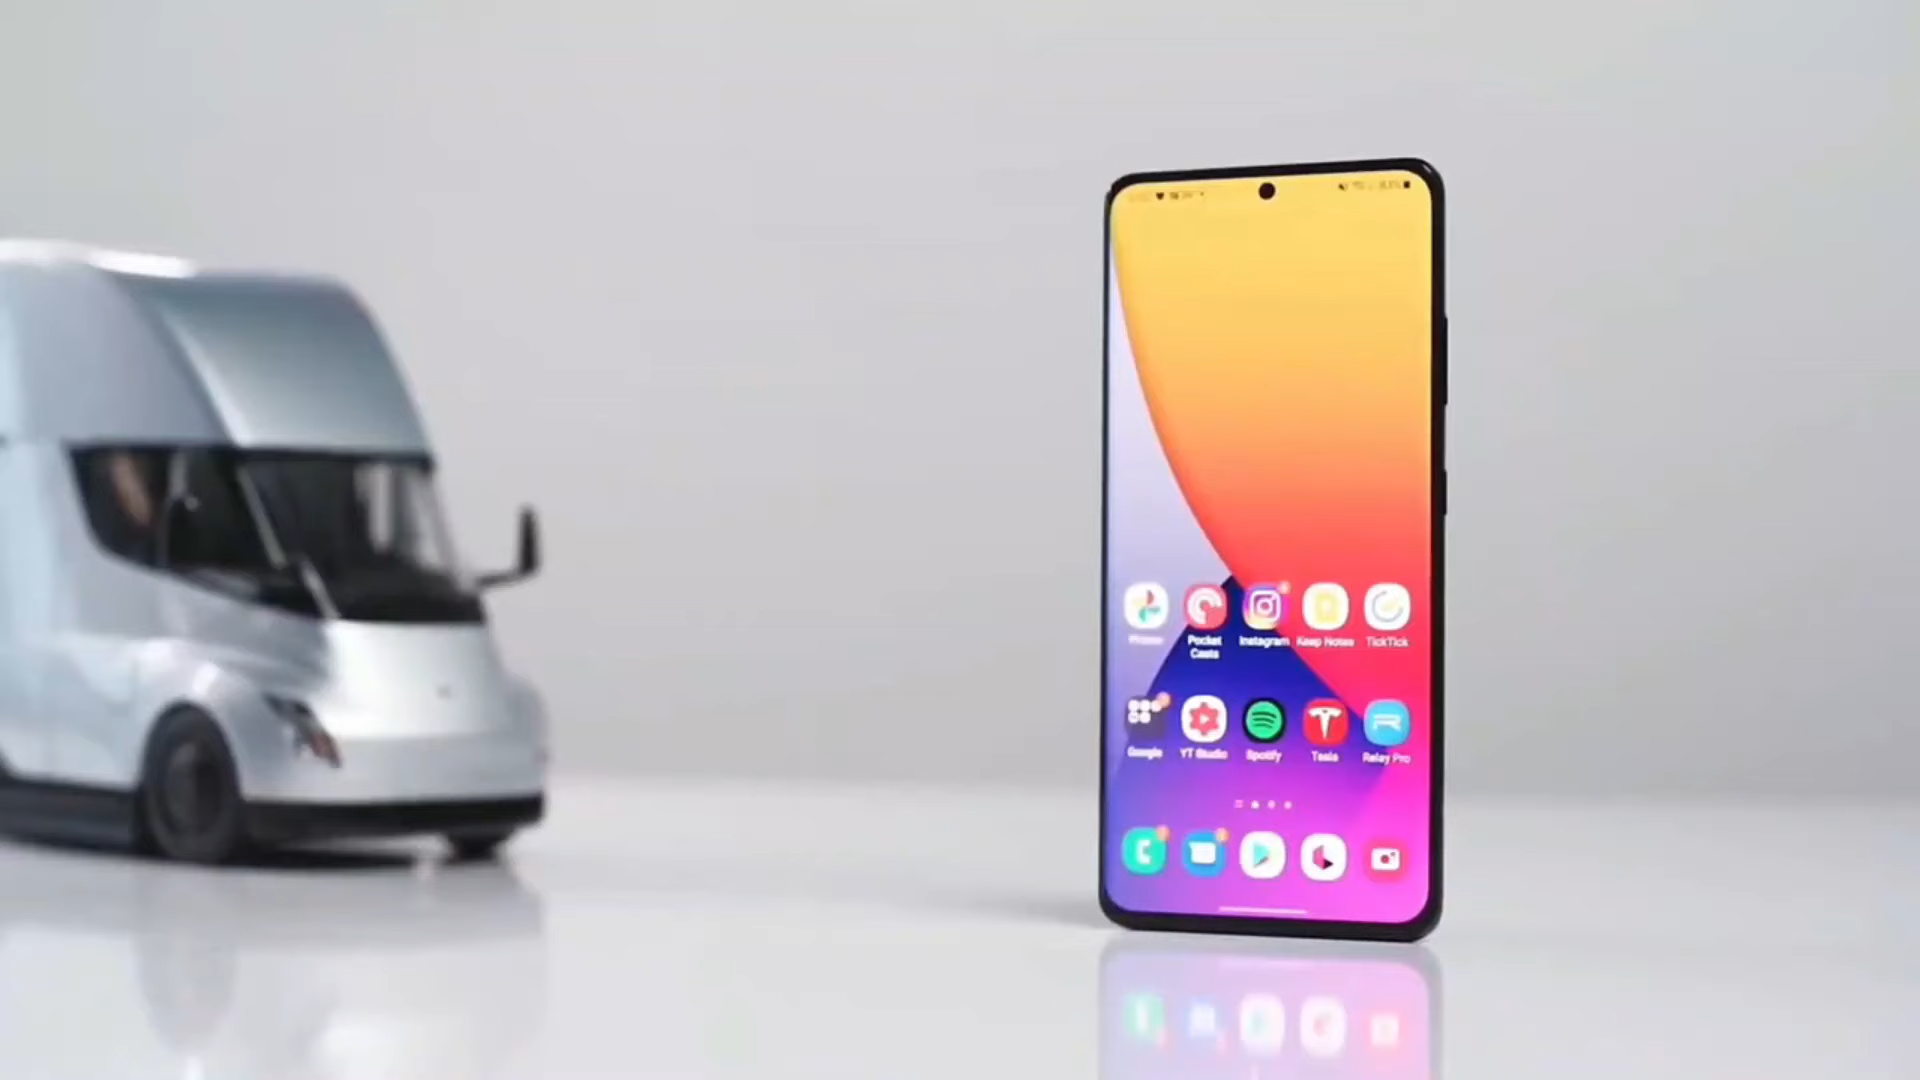 Photos
Pocket Casts
Instagram
Keep Notes
TickTick
Google
YT Studio
Spotify
Tesla
Relay Pro